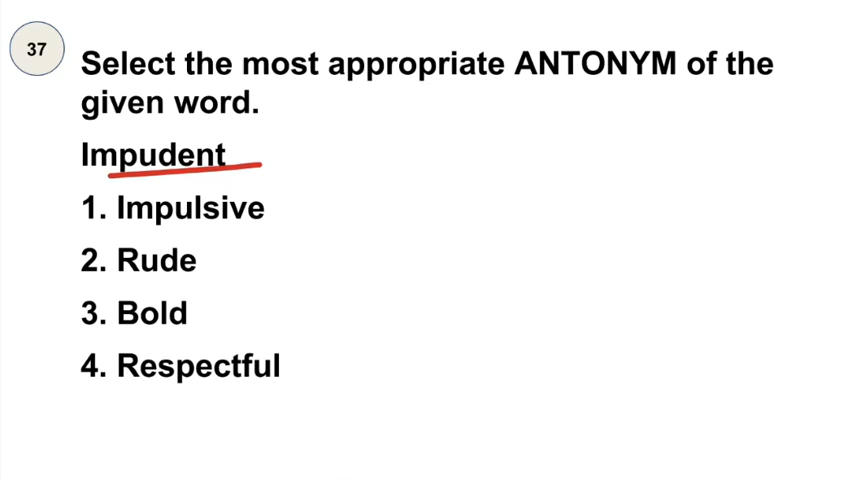 37
Select the most appropriate ANTONYM of the
given word.
Impudent
1. Impulsive
2. Rude
3. Bold
4. Respectful